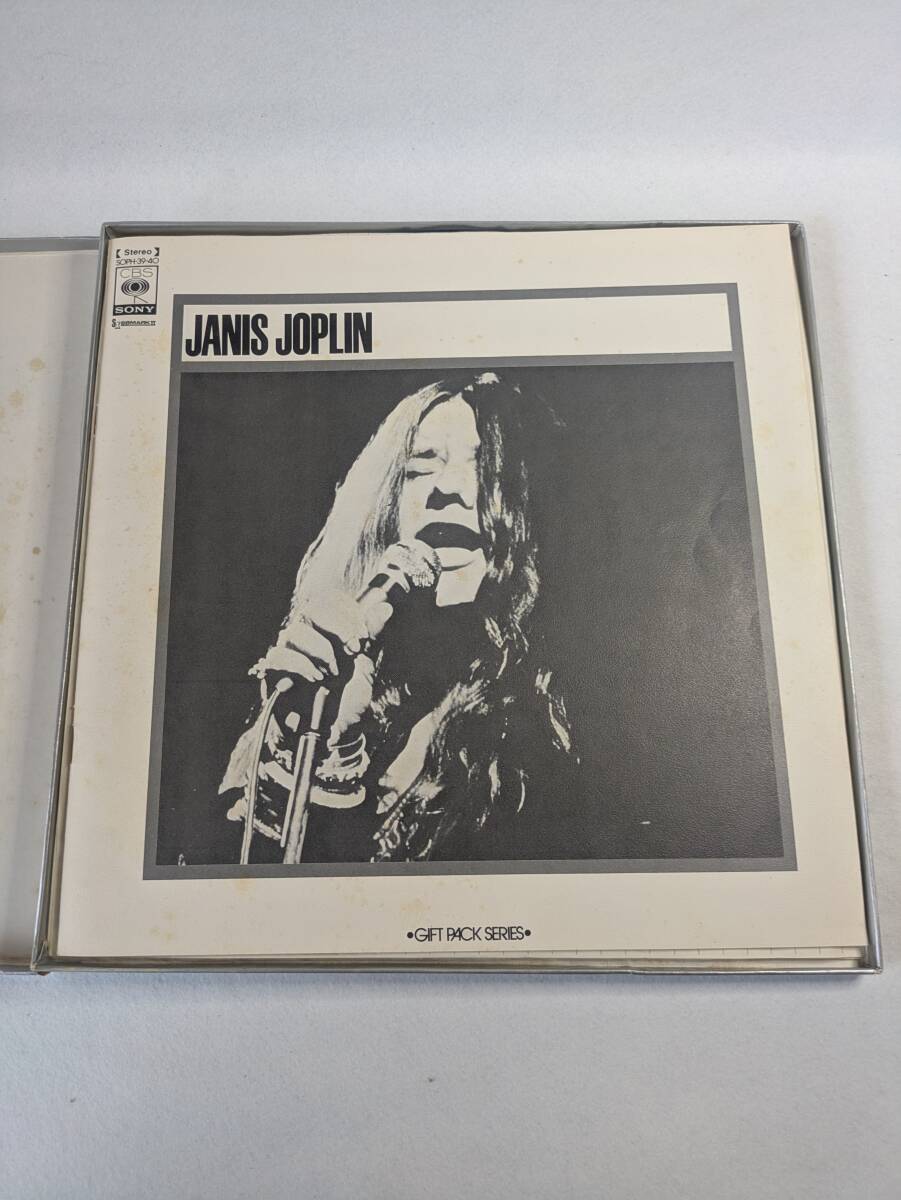 【 Stereo 】
SOPH-39-40
CBS
SONY
JANIS JOPLIN
•GIFT PACK SERIES•